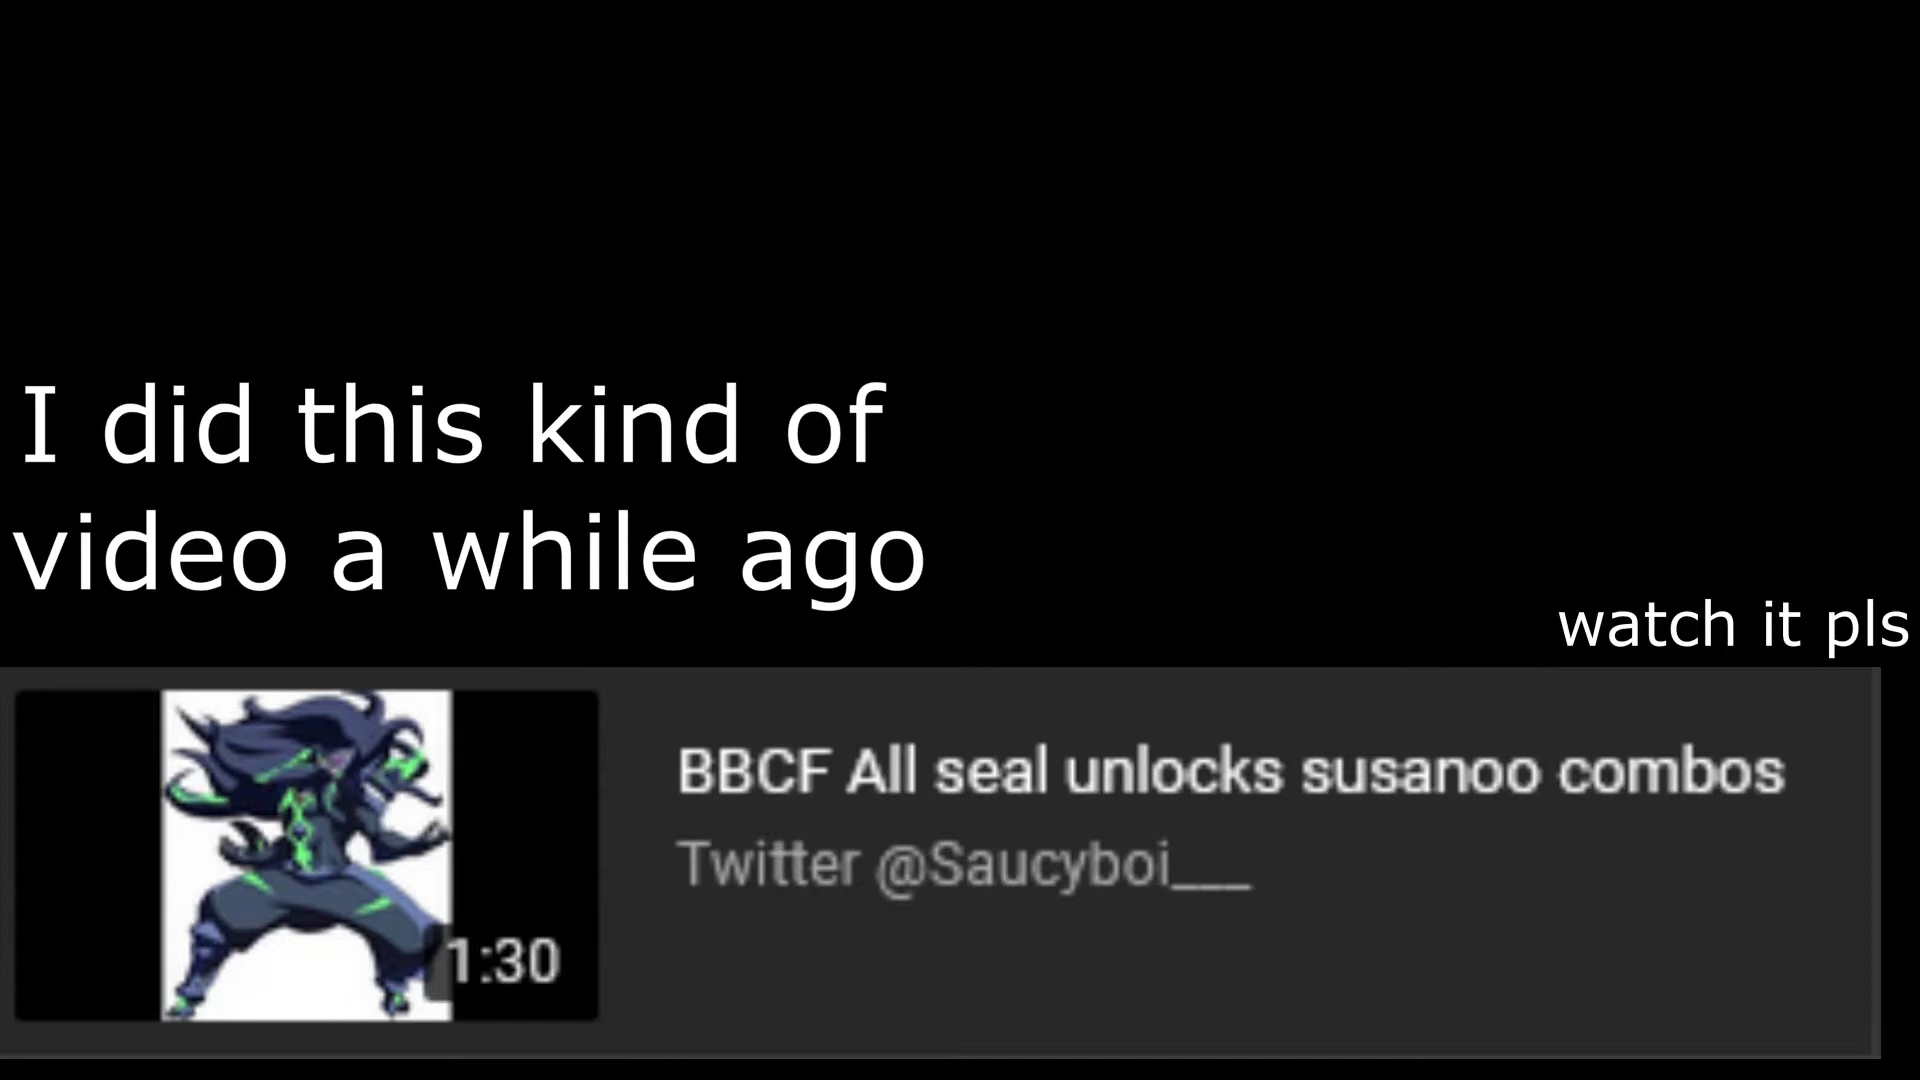 I did this kind of
video a while ago
watch it pls
BBCF All seal unlocks susanoo combos
Twitter @Saucyboi___
1:30